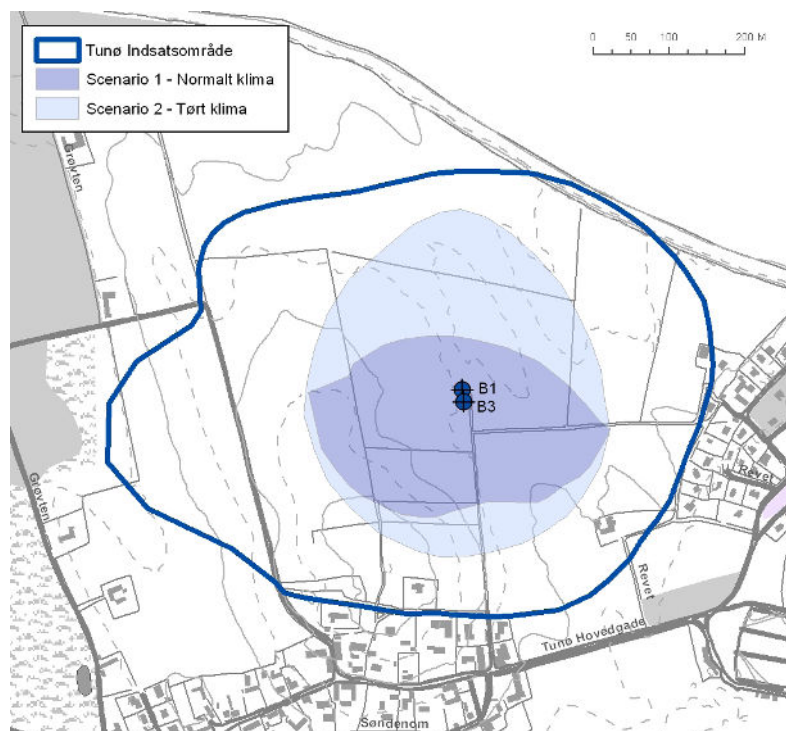 Tunø Indsatsområde
Scenario 1 - Normalt klima
Scenario 2 - Tørt klima
0 50 100 200 M
Grøvten
B1
B3
Revet
Grøvten
Revet
Tunø Hovedgade
Søndenom